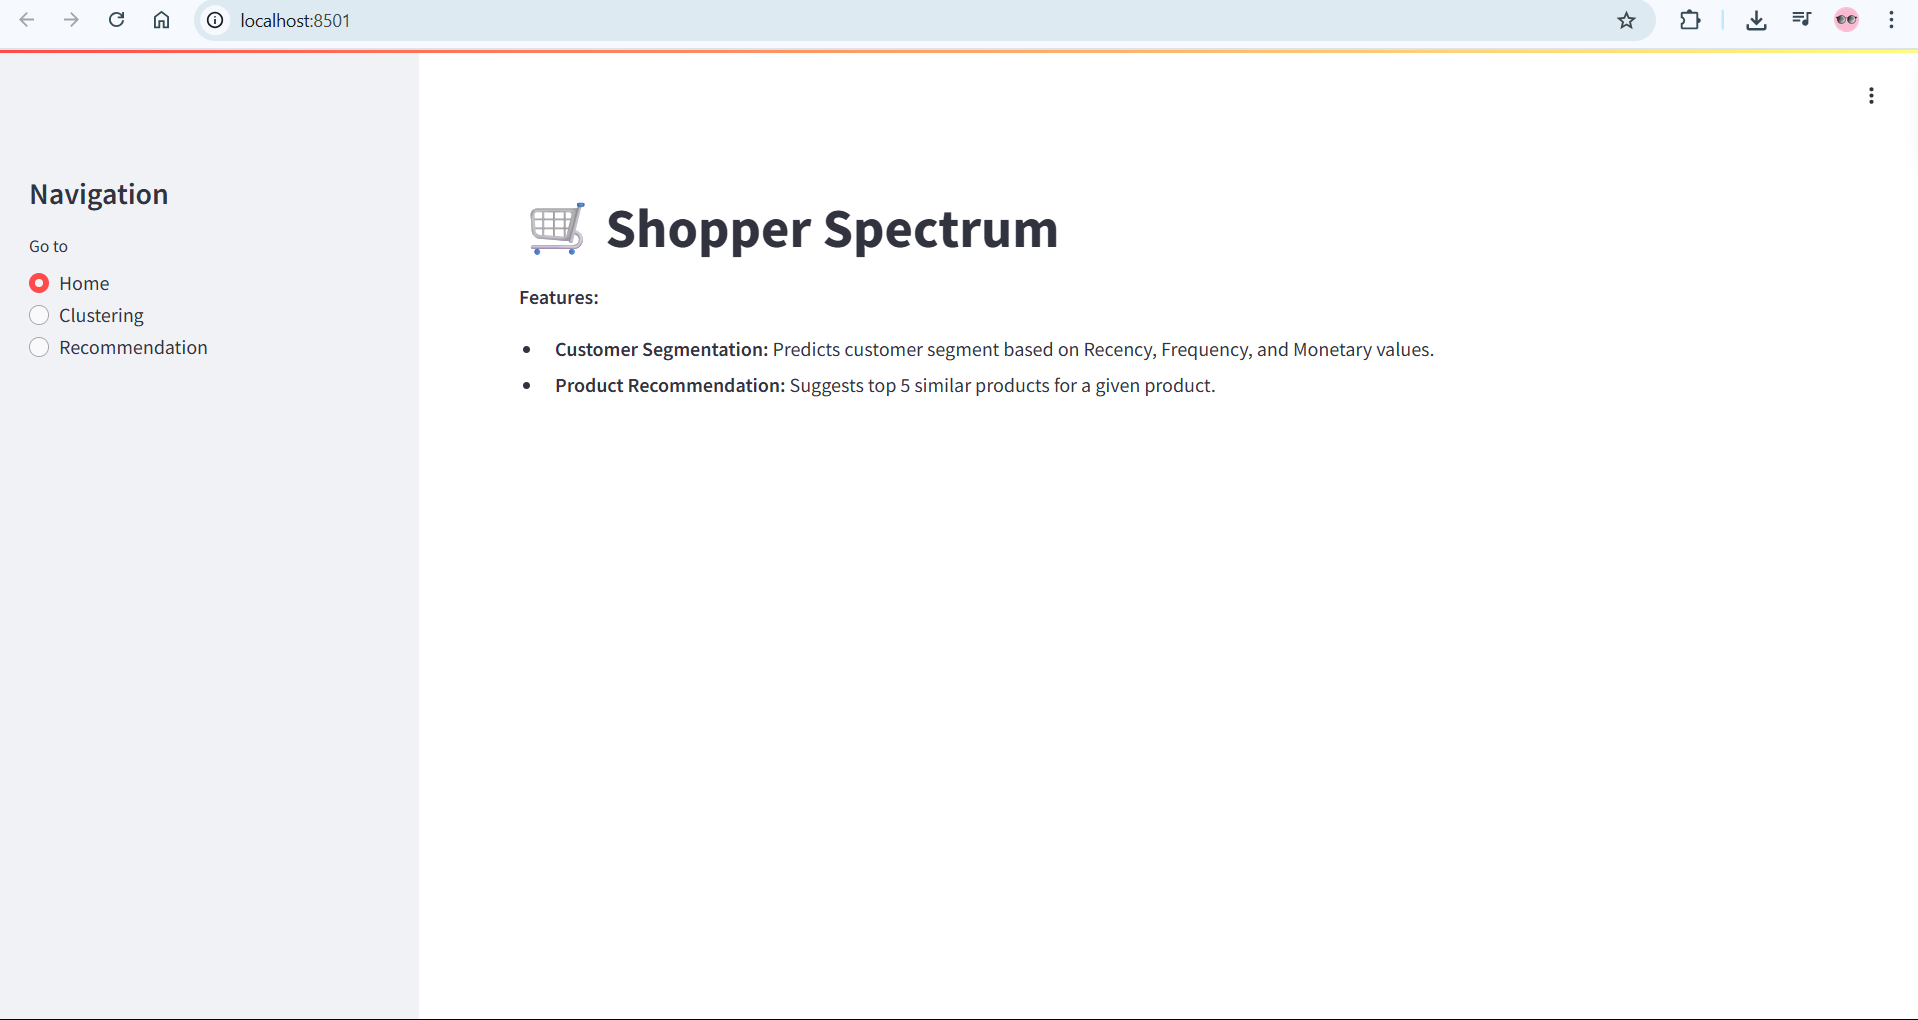 localhost:8501
Navigation
Go to
Home
Clustering
Recommendation
Shopper Spectrum
Features:
Customer Segmentation: Predicts customer segment based on Recency, Frequency, and Monetary values.
Product Recommendation: Suggests top 5 similar products for a given product.